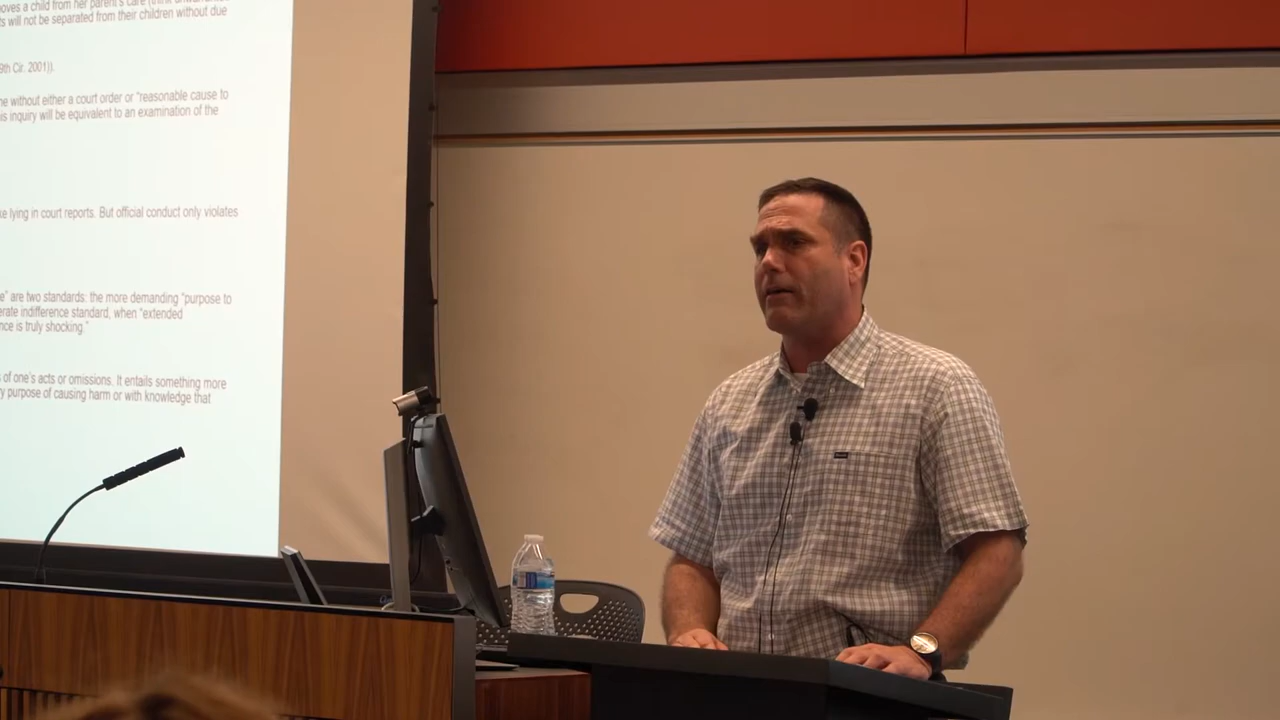 oves a child from her parent's care (think
s will not be separated from their children without due
9th Cir. 2001)).
ne without either a court order or "reasonable cause to
is inquiry will be equivalent to an examination of the
ke lying in court reports. But official conduct only violates
e" are two standards: the more demanding "purpose to
erate indifference standard, when "extended
nce is truly shocking."
of one's acts or omissions. It entails something more
y purpose of causing harm or with knowledge that